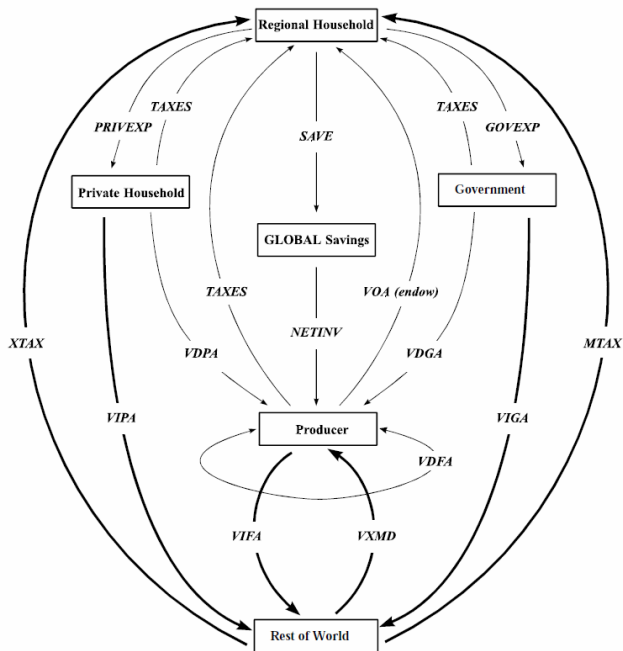 Regional Household
TAXES
TAXES
PRIVEXP
GOVEXP
SAVE
Private Household
Government
GLOBAL Savings
TAXES
VOA (endow)
NETINV
XTAX
MTAX
VDPA
VDGA
VIPA
VIGA
Producer
VDFA
VIFA
VXMD
Rest of World